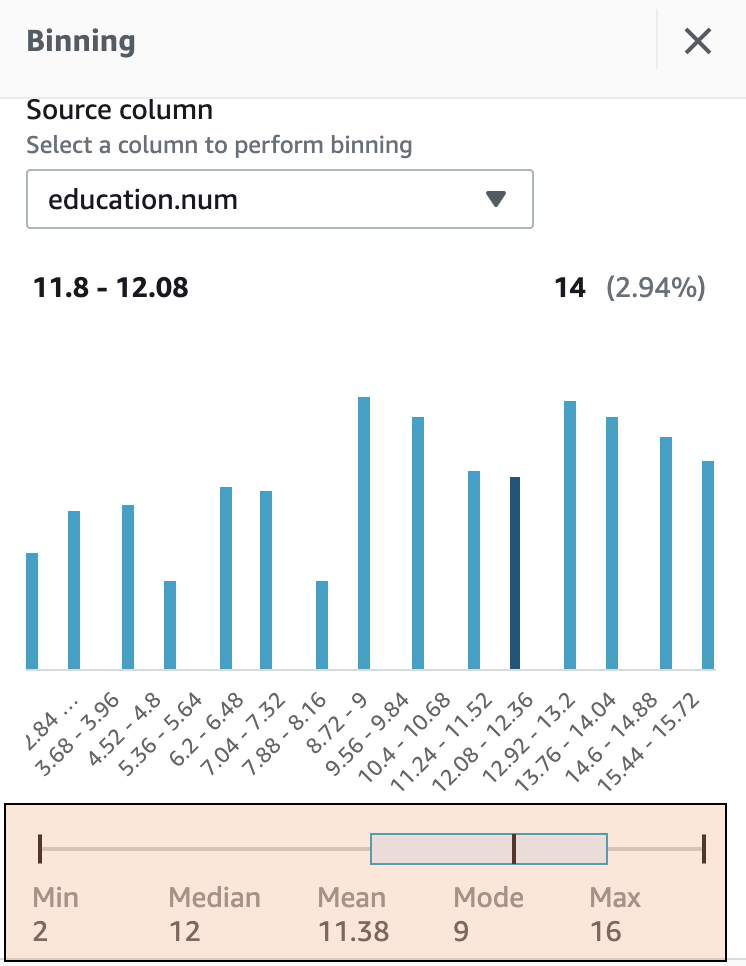 Binning
Source column
Select a column to perform binning
education.num
11.8 - 12.08
14 (2.94%)
2.84 ...
3.68 - 3.96
4.52 - 4.8
5.36 - 5.64
6.2 - 6.48
7.04 - 7.32
7.88 - 8.16
8.72 - 9
9.56 - 9.84
10.4 - 10.68
11.24 - 11.52
12.08 - 12.36
12.92 - 13.2
13.76 - 14.04
14.6 - 14.88
15.44 - 15.72
Min Median Mean Mode Max
2 12 11.38 9 16